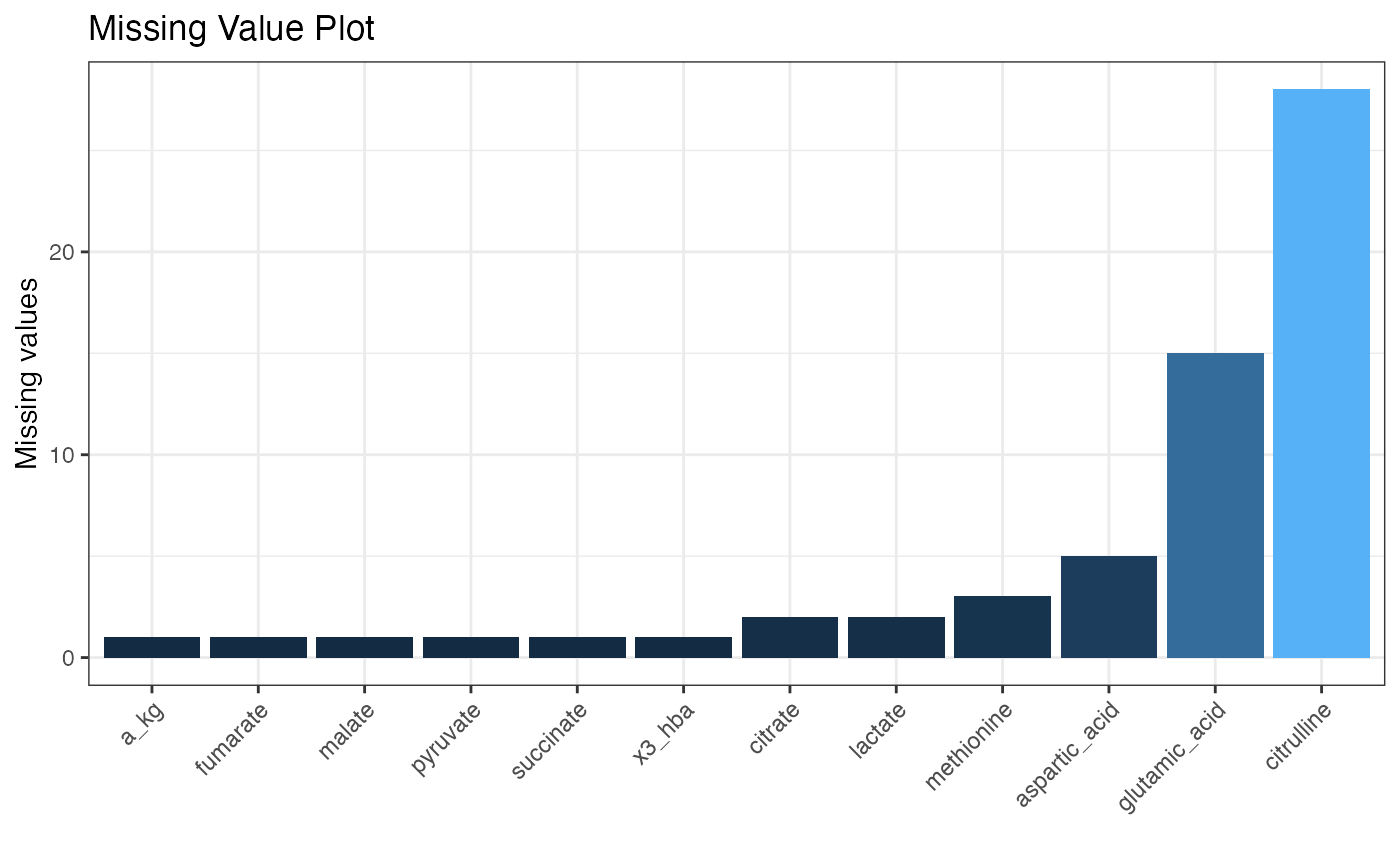 Missing Value Plot
Missing values
20
10
0
a_kg
fumarate
malate
pyruvate
succinate
x3_hba
citrate
lactate
methionine
aspartic_acid
glutamic_acid
citrulline